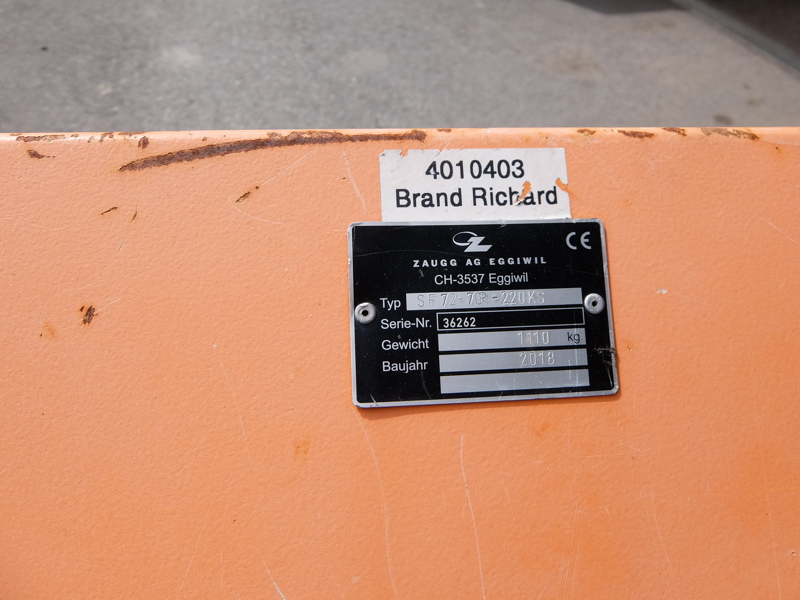 4010403
Brand Richard
CE
ZAUGG AG EGGIWIL
CH-3537 Eggiwil
Typ SF 72-70R-220KS
Serie-Nr. 36262
Gewicht 1110 kg
Baujahr 2018